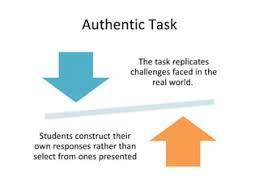 Authentic Task
The task replicates
challenges faced in the
real world.
Students construct their
own responses rather than
select from ones presented